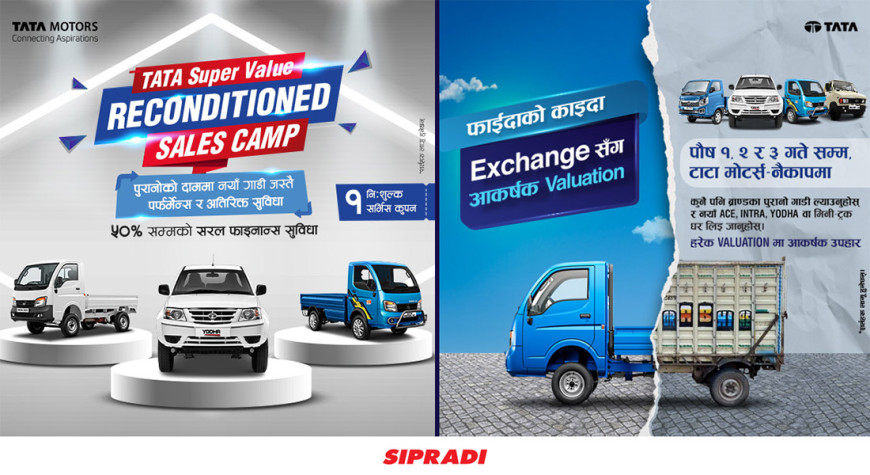 TATA MOTORS
Connecting Aspirations
TATA Super Value
RECONDITIONED
SALES CAMP
पुरानोको दाममा नयाँ गाडी जस्तै
पर्फर्मेन्स र अतिरिक्त सुविधा
१ नि:शुल्क
सर्भिस कुपन
५०% सम्मको सरल फाइनान्स सुविधा
YODHA
TATA
फाईदाको काइदा
Exchange सँग
आकर्षक Valuation
पौष १, २ र ३ गते सम्म,
टाटा मोटर्स-नैकापमा
कुनै पनि ब्राण्डका पुरानो गाडी ल्याउनुहोस्
र नयाँ ACE, INTRA, YODHA वा मिनी-ट्रक
घर लिइ जानुहोस्।
हरेक VALUATION मा आकर्षक उपहार
SIPRADI